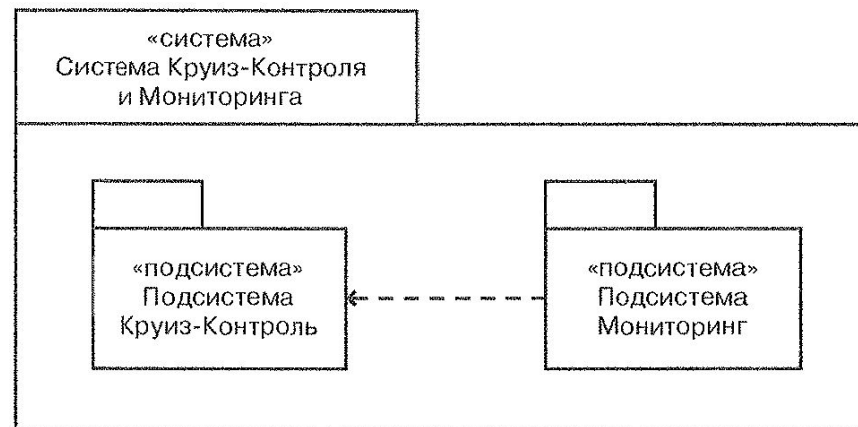 «система»
Система Круиз-Контроля
и Мониторинга
«подсистема»
Подсистема
Круиз-Контроль
«подсистема»
Подсистема
Мониторинг